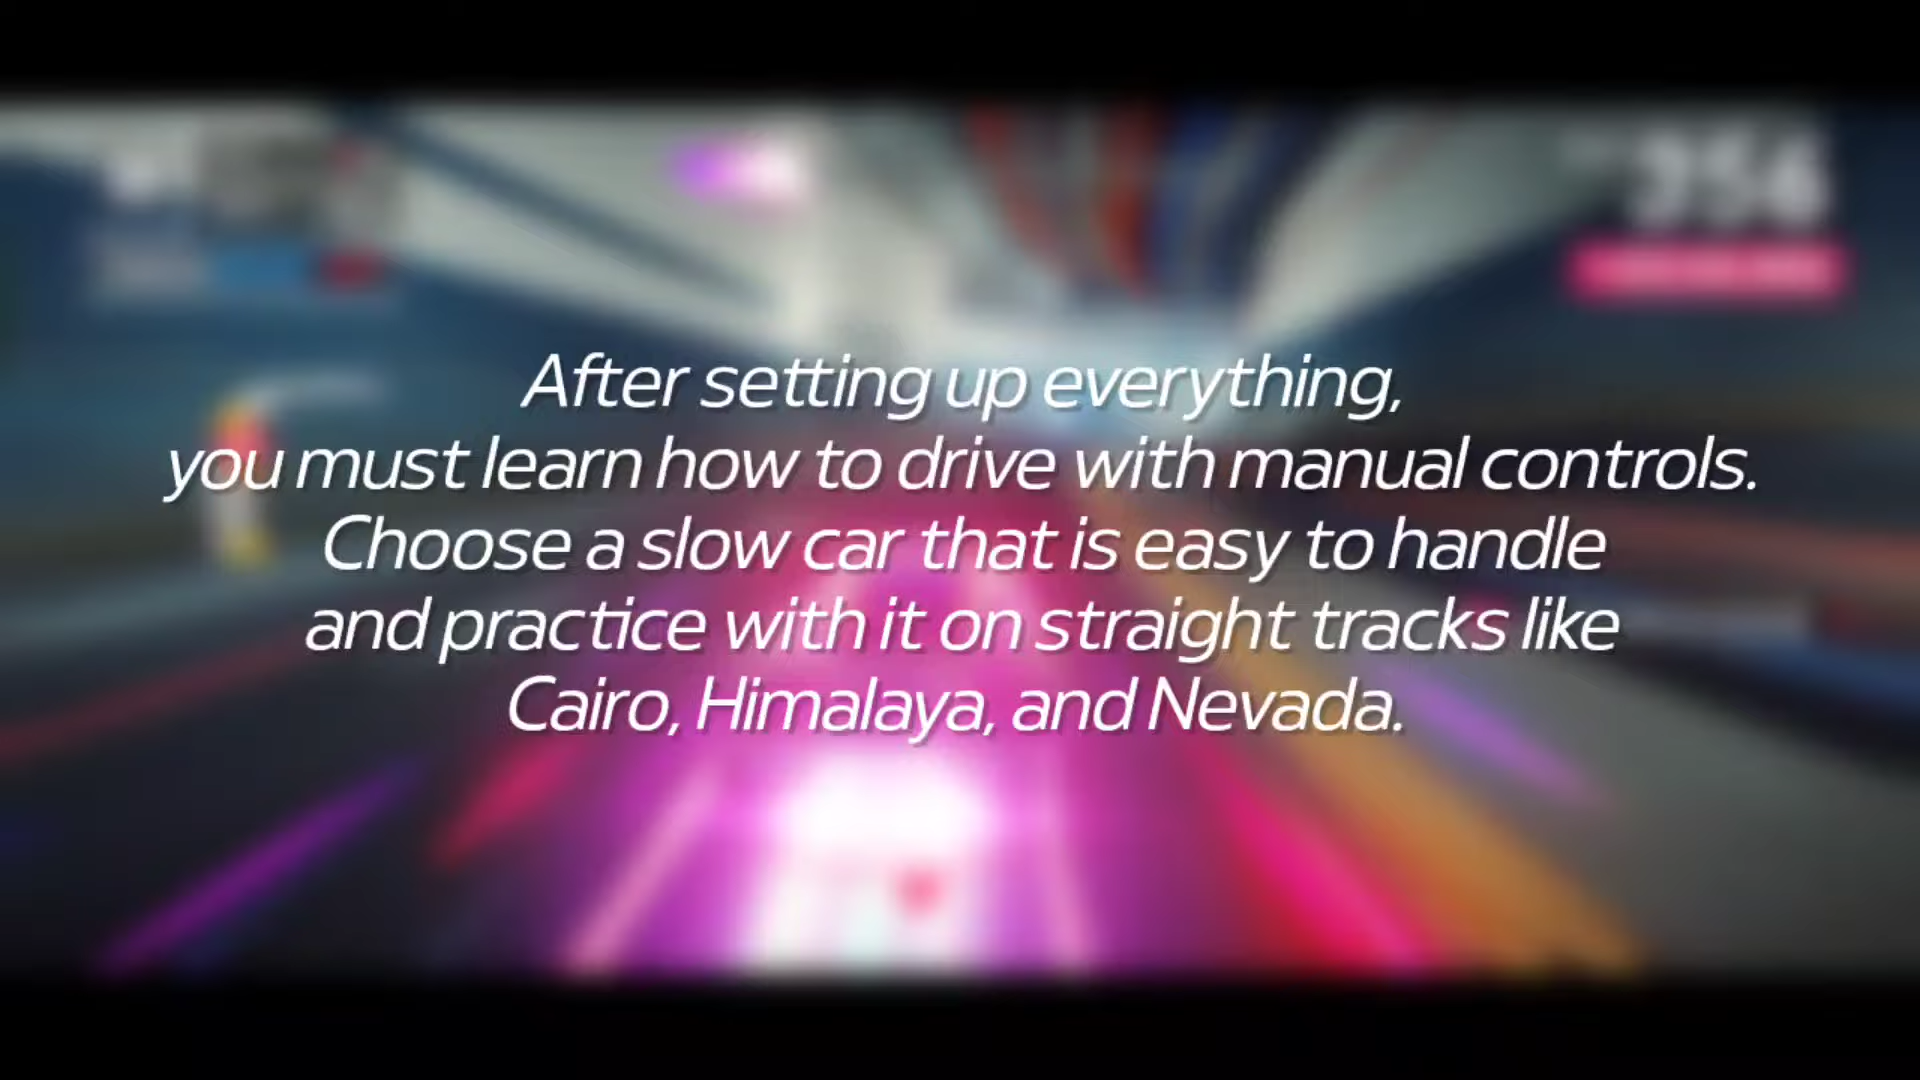 After setting up everything,
you must learn how to drive with manual controls.
Choose a slow car that is easy to handle
and practice with it on straight tracks like
Cairo, Himalaya, and Nevada.